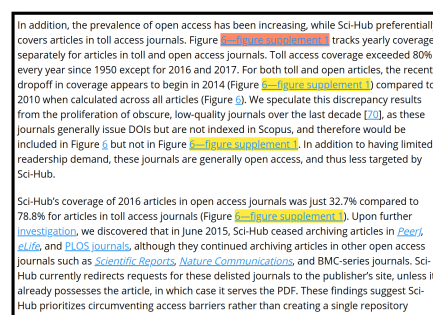 In addition, the prevalence of open access has been increasing, while Sci-Hub preferentiall
covers articles in toll access journals. Figure 6—figure supplement 1 tracks yearly coverage
separately for articles in toll and open access journals. Toll access coverage exceeded 80%
every year since 1950 except for 2016 and 2017. For both toll and open articles, the recent
dropoff in coverage appears to begin in 2014 (Figure 6—figure supplement 1) compared to
2010 when calculated across all articles (Figure 6). We speculate this discrepancy results
from the proliferation of obscure, low-quality journals over the last decade [70], as these
journals generally issue DOIs but are not indexed in Scopus, and therefore would be
included in Figure 6 but not in Figure 6—figure supplement 1. In addition to having limited
readership demand, these journals are generally open access, and thus less targeted by
Sci-Hub.
Sci-Hub's coverage of 2016 articles in open access journals was just 32.7% compared to
78.8% for articles in toll access journals (Figure 6—figure supplement 1). Upon further
investigation, we discovered that in June 2015, Sci-Hub ceased archiving articles in PeerJ,
eLife, and PLOS journals, although they continued archiving articles in other open access
journals such as Scientific Reports, Nature Communications, and BMC-series journals. Sci-
Hub currently redirects requests for these delisted journals to the publisher's site, unless it
already possesses the article, in which case it serves the PDF. These findings suggest Sci-
Hub prioritizes circumventing access barriers rather than creating a single repository